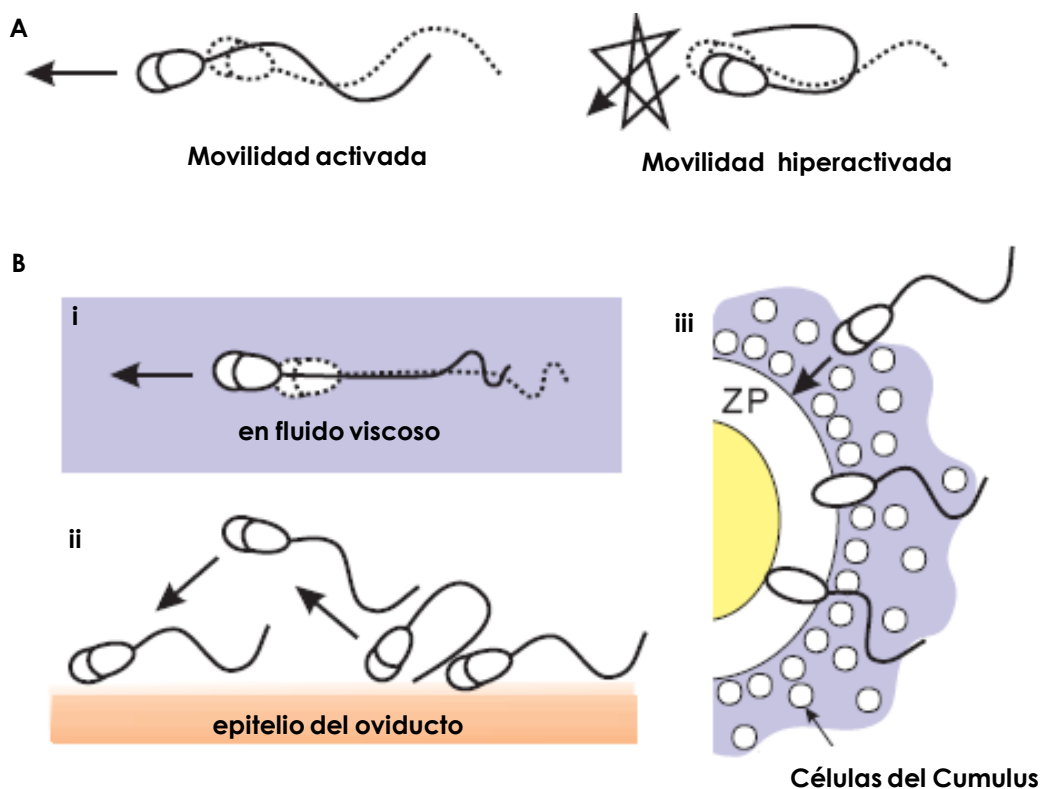 A
Movilidad activada
Movilidad hiperactivada
B
i
en fluido viscoso
ii
epitelio del oviducto
iii
ZP
Células del Cumulus